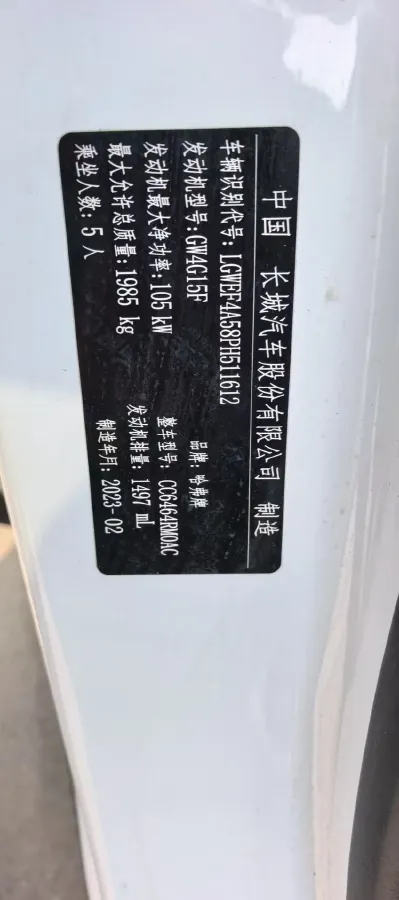 中国 长城汽车股份有限公司 制造
车辆识别代号: LGWEF4A58PH511612
发动机型号: GW4G15F 品牌: 哈弗牌
发动机最大净功率: 105 kW 整车型号: CC6464RM0AC
最大允许总质量: 1985 kg 发动机排量: 1497 mL
乘坐人数: 5 人 制造年月: 2023-02